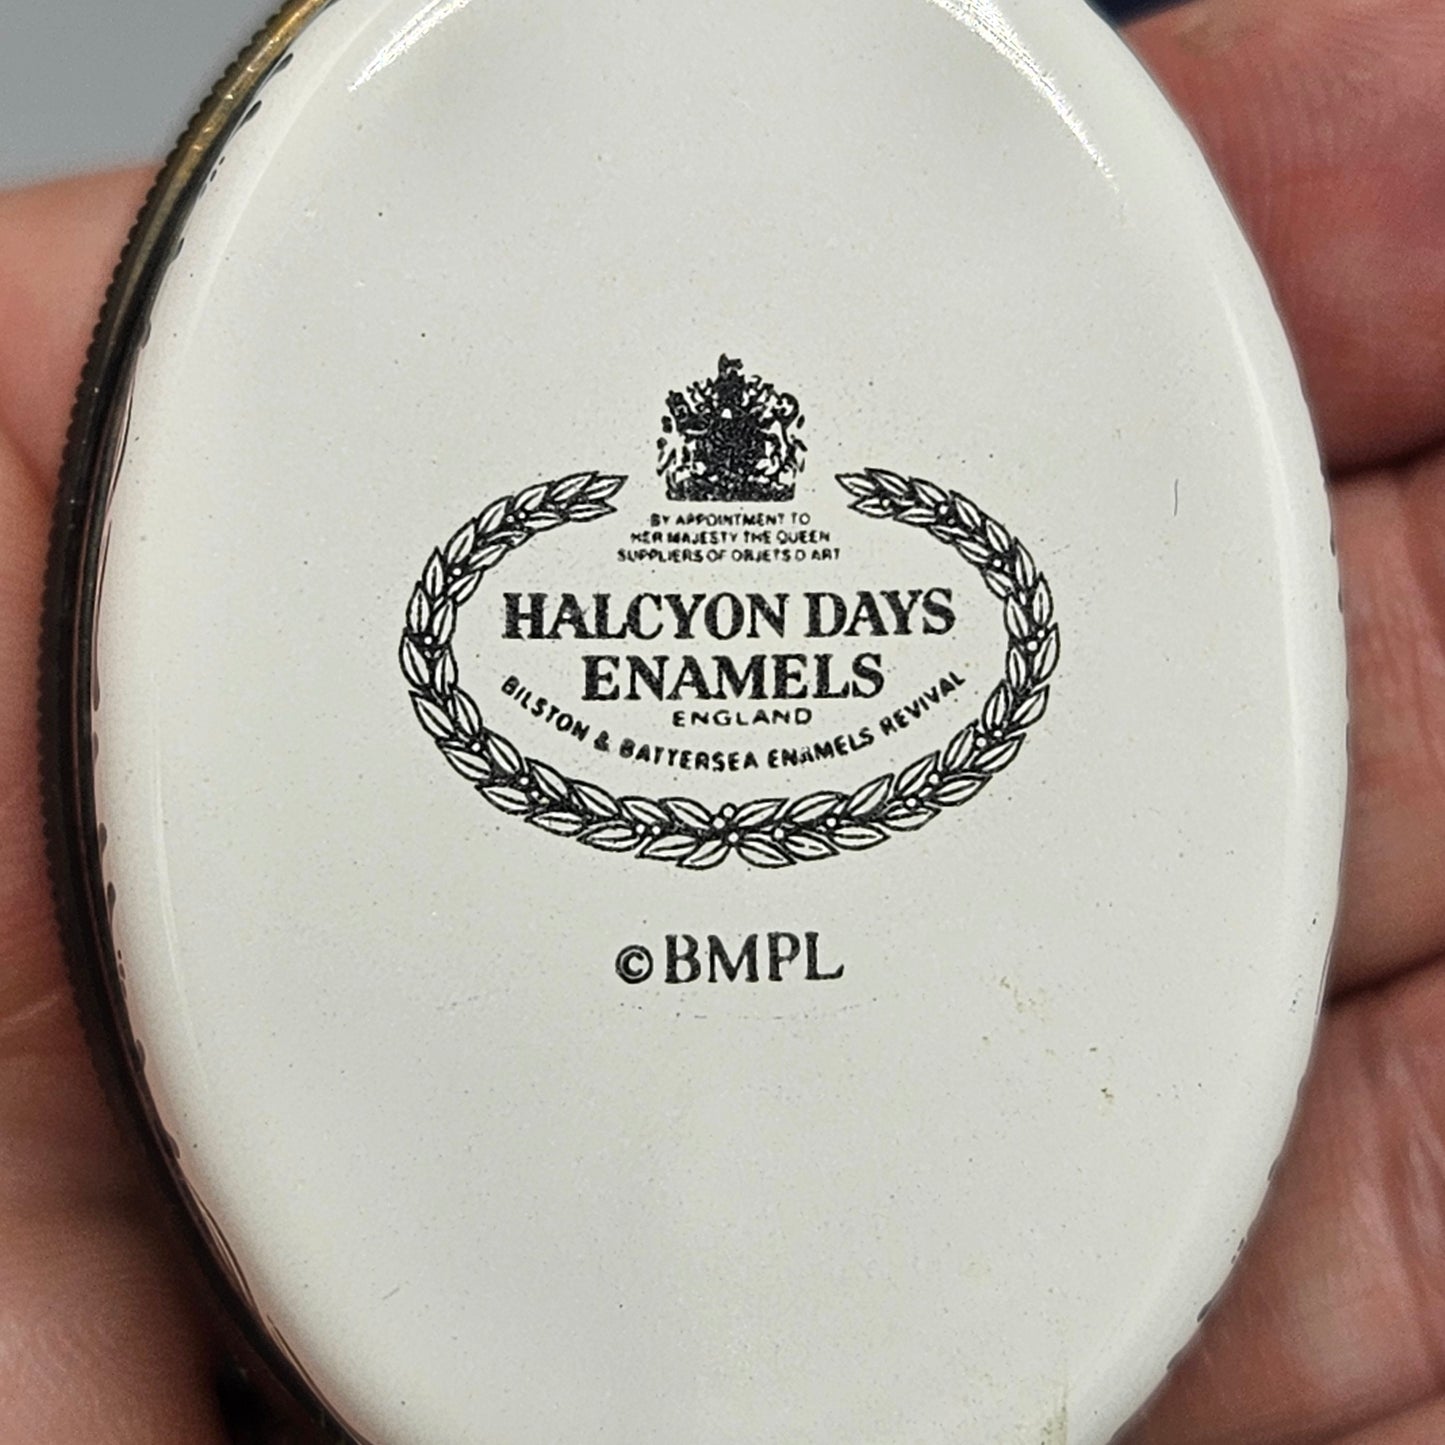 BY APPOINTMENT TO
HER MAJESTY THE QUEEN
SUPPLIERS OF OBJETS D ART
HALCYON DAYS
ENAMELS
ENGLAND
BILSTON & BATTERSEA ENAMELS REVIVAL
©BMPL